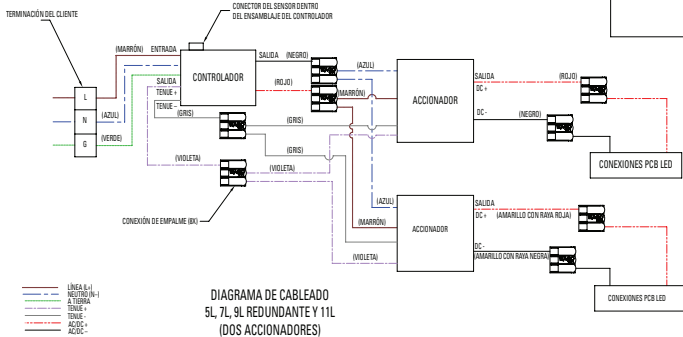 CONECTOR DEL SENSOR DENTRO
DEL ENSAMBLAJE DEL CONTROLADOR
TERMINACIÓN DEL CLIENTE
(MARRÓN)
ENTRADA
SALIDA
(NEGRO)
CONTROLADOR
SALIDA
TENUE +
TENUE –
(ROJO)
(AZUL)
(MARRÓN)
ACCIONADOR
SALIDA
DC +
(ROJO)
DC -
(NEGRO)
CONEXIONES PCB LED
L
N
G
(AZUL)
(VERDE)
(GRIS)
(GRIS)
(GRIS)
(VIOLETA)
(VIOLETA)
CONEXIÓN DE EMPALME (8X)
(AZUL)
(MARRÓN)
(VIOLETA)
ACCIONADOR
SALIDA
DC +
(AMARILLO CON RAYA ROJA)
DC -
(AMARILLO CON RAYA NEGRA)
CONEXIONES PCB LED
LÍNEA (L+)
NEUTRO (N–)
A TIERRA
TENUE +
TENUE -
AC/DC +
AC/DC –
DIAGRAMA DE CABLEADO
5L, 7L, 9L REDUNDANTE Y 11L
(DOS ACCIONADORES)